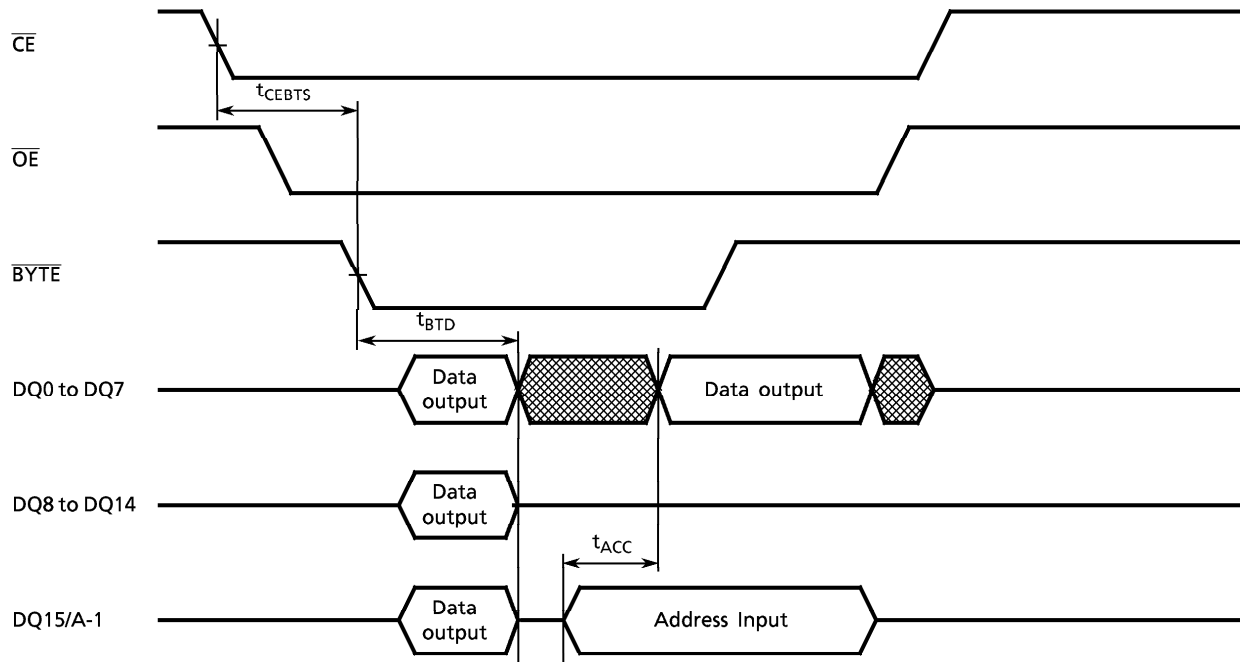 CE
tCEBTS
OE
BYTE
tBTD
DQ0 to DQ7
Data
output
Data output
DQ8 to DQ14
Data
output
tACC
DQ15/A-1
Data
output
Address Input